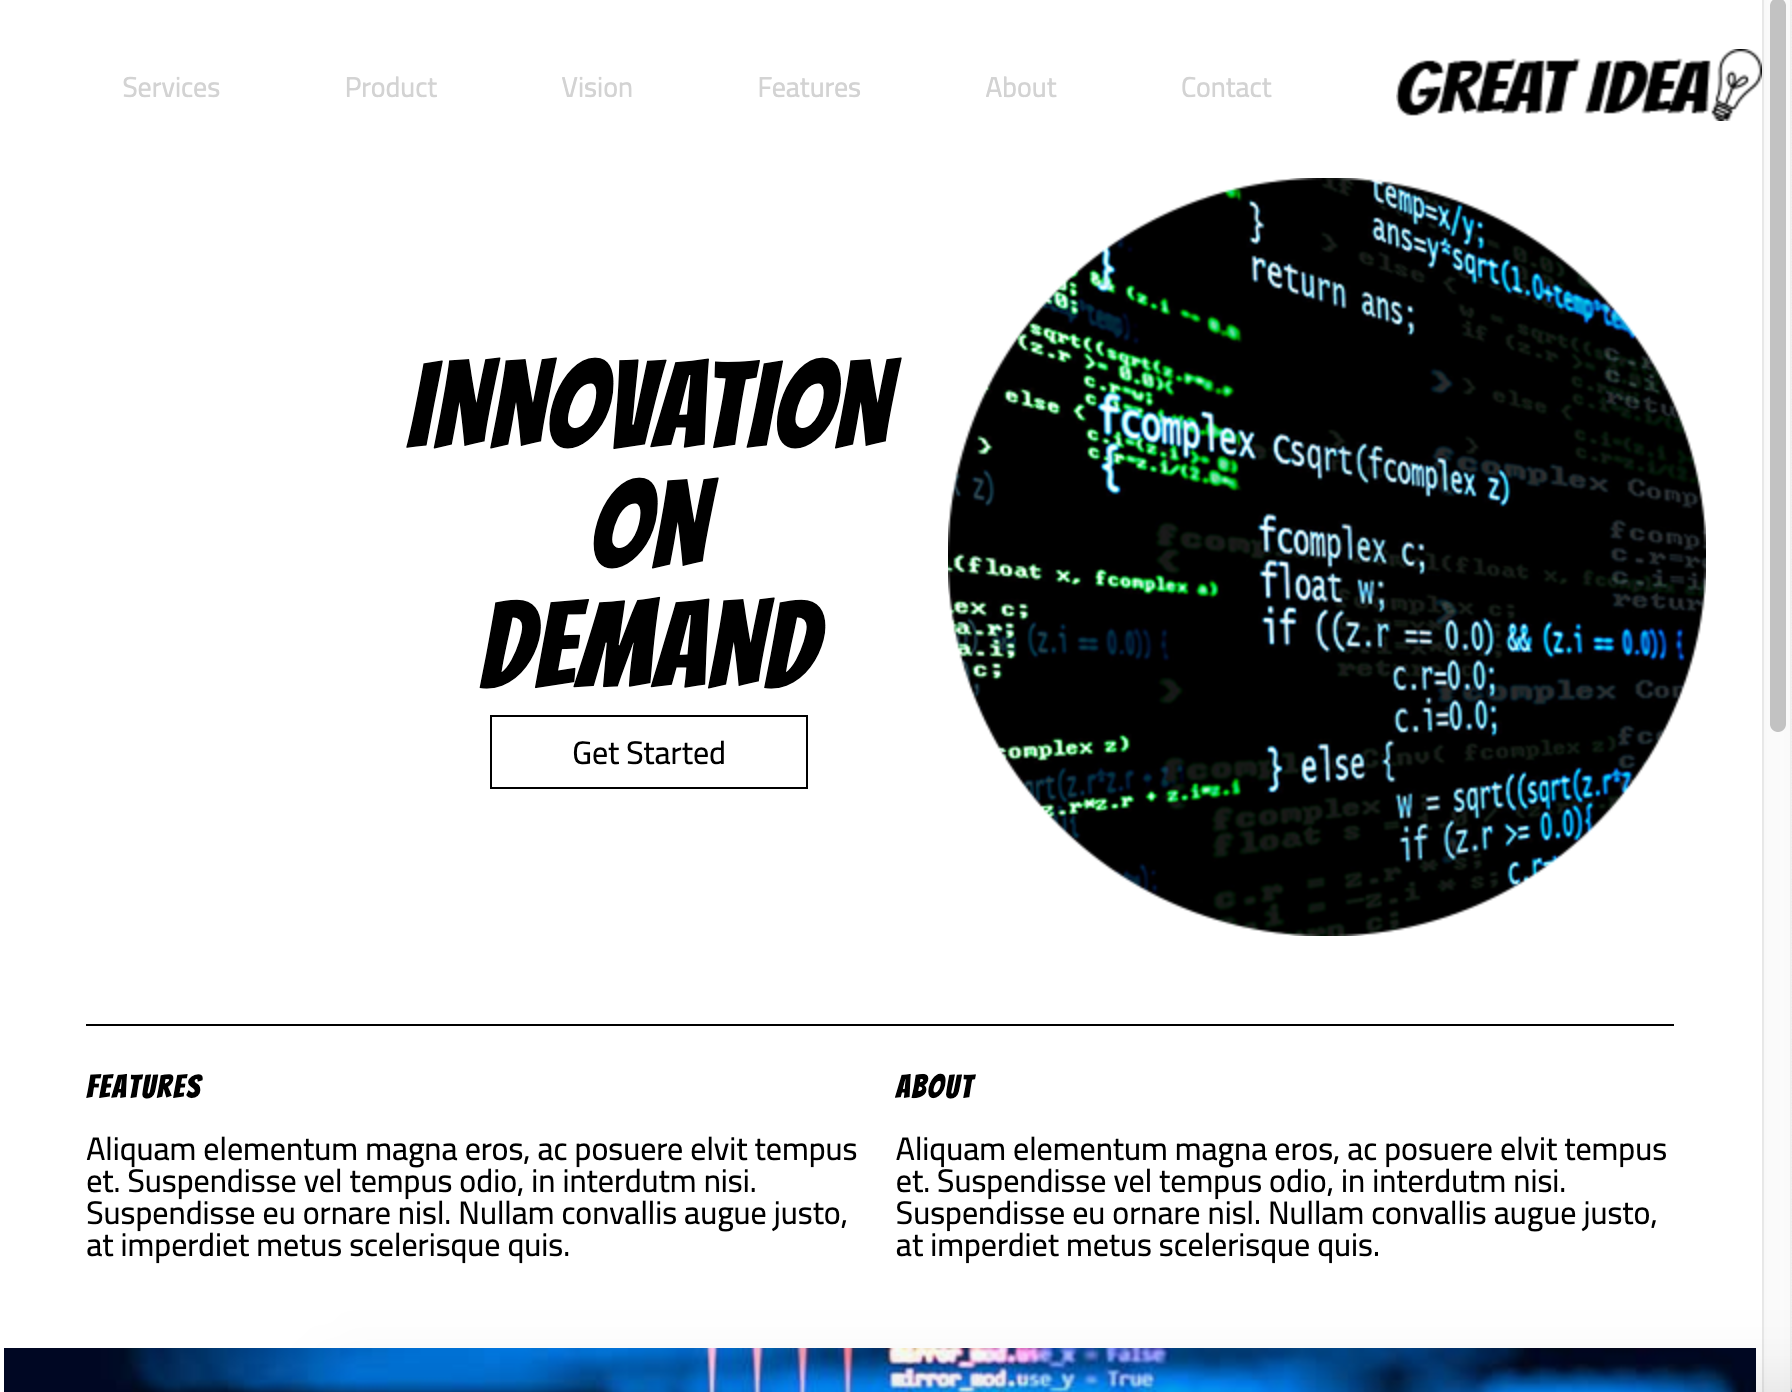 Services Product Vision Features About Contact GREAT IDEA
INNOVATION
ON
DEMAND
Get Started
temp=x/y;
ans=y*sqrt(1.0+temp*te
}
return ans;
{
fcomplex Csqrt(fcomplex z)
{
fcomplex c;
float w;
if ((z.r == 0.0) && (z.i == 0.0)) {
c.r=0.0;
c.i=0.0;
} else {
w = sqrt((sqrt(z.r*z
if (z.r >= 0.0){
else {
(float x, fcomplex a)
ex c;
a.r;
a.i;
c;
complex z)
z.r*z.r + z.i*z.i
FEATURES
Aliquam elementum magna eros, ac posuere elvit tempus
et. Suspendisse vel tempus odio, in interdutm nisi.
Suspendisse eu ornare nisl. Nullam convallis augue justo,
at imperdiet metus scelerisque quis.
ABOUT
Aliquam elementum magna eros, ac posuere elvit tempus
et. Suspendisse vel tempus odio, in interdutm nisi.
Suspendisse eu ornare nisl. Nullam convallis augue justo,
at imperdiet metus scelerisque quis.
mirror_mod.use_x = False
mirror_mod.use_y = True